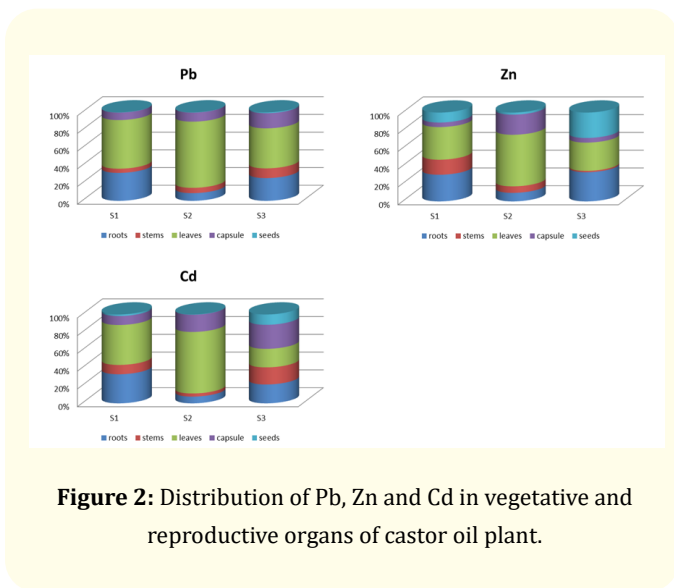 Pb
100%
80%
60%
40%
20%
0%
S1 S2 S3
roots stems leaves capsule seeds
Zn
100%
80%
60%
40%
20%
0%
S1 S2 S3
roots stems leaves capsule seeds
Cd
100%
80%
60%
40%
20%
0%
S1 S2 S3
roots stems leaves capsule seeds
Figure 2: Distribution of Pb, Zn and Cd in vegetative and
reproductive organs of castor oil plant.